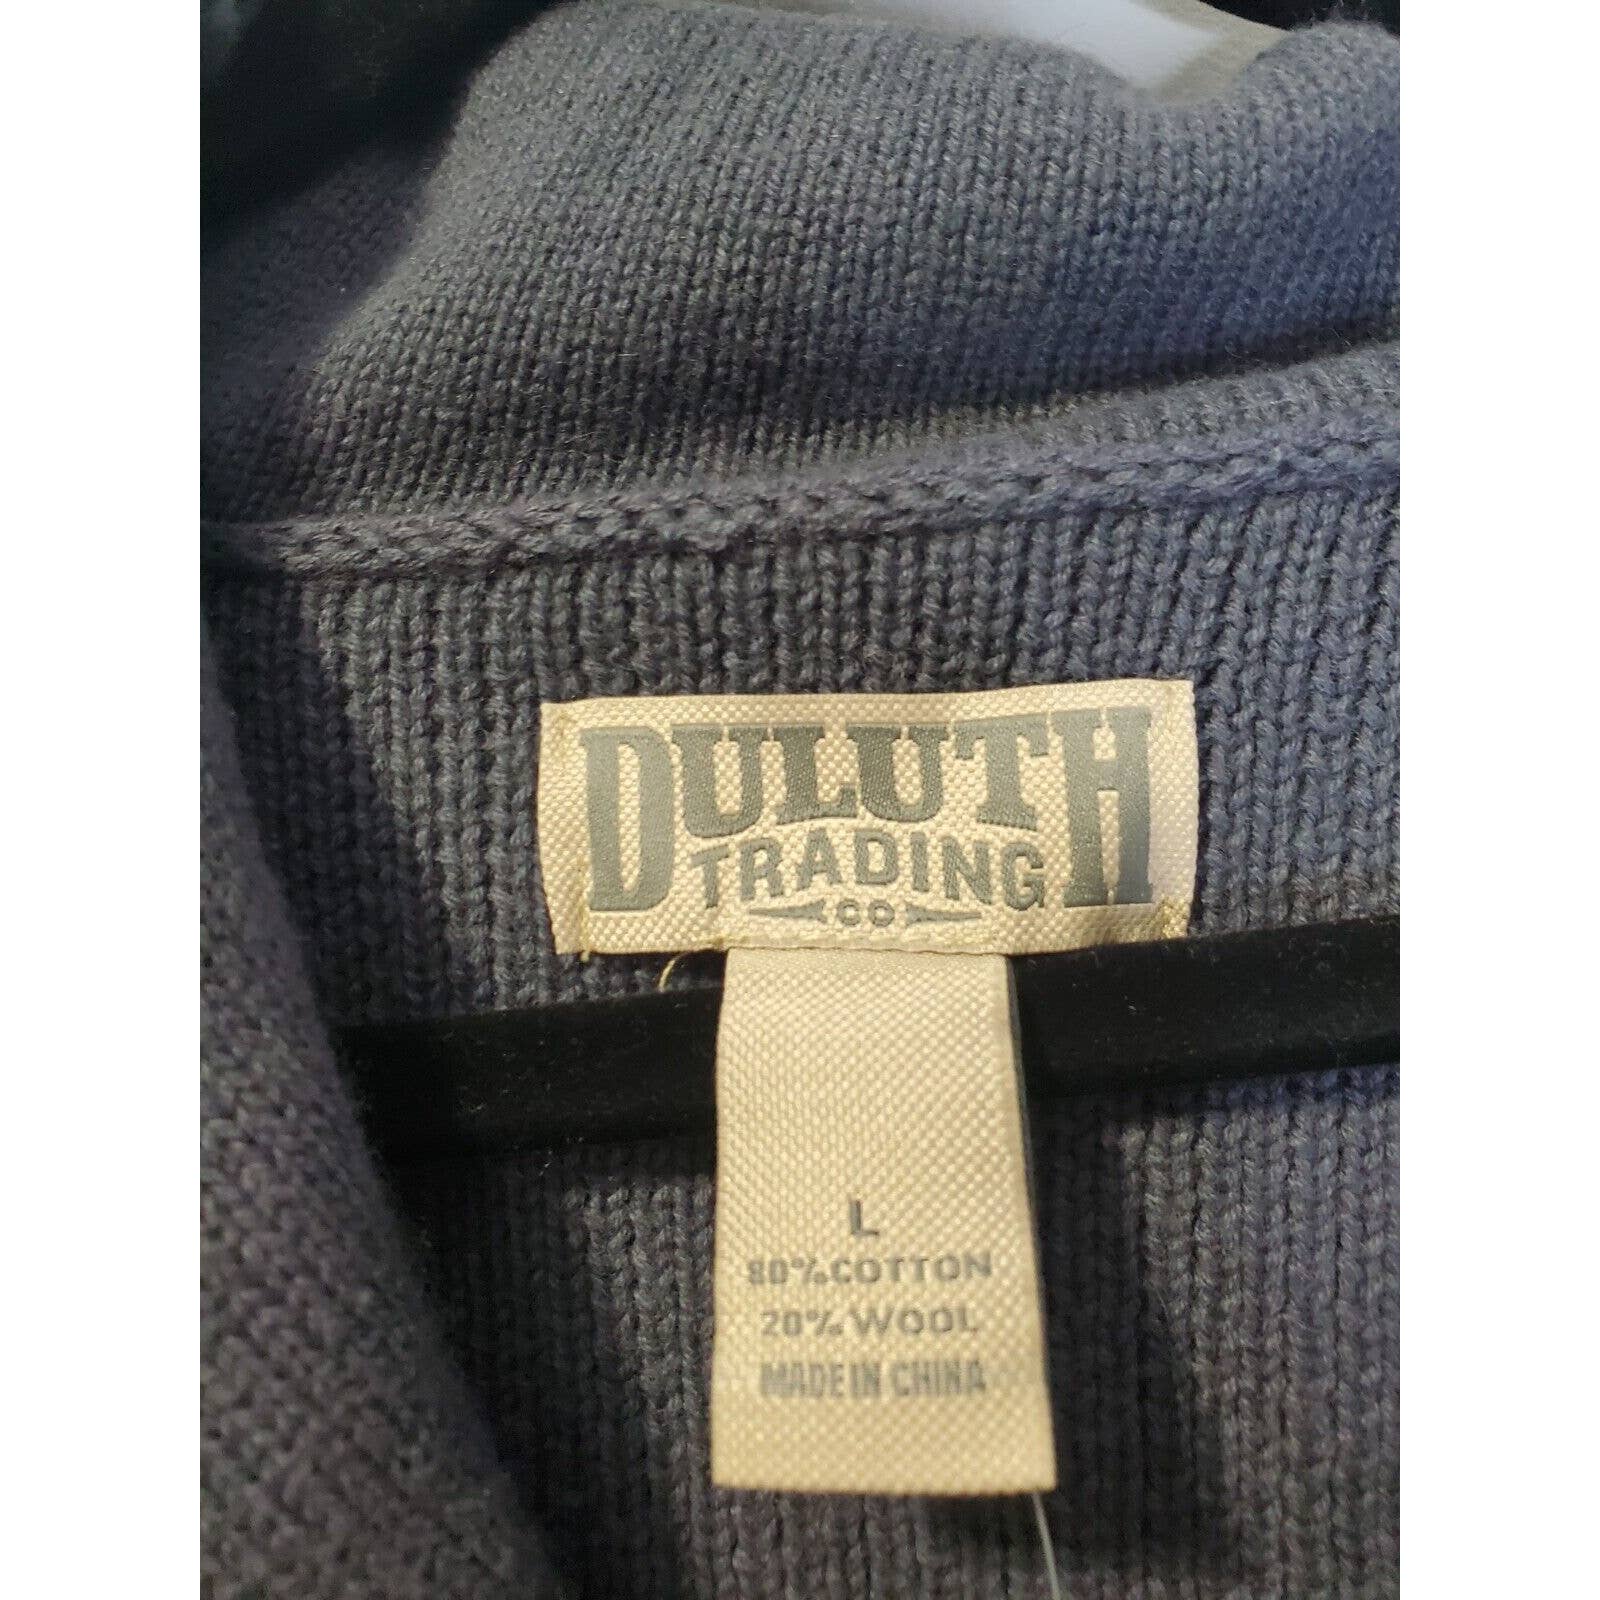 DULUTH
TRADING
CO
L
80% COTTON
20% WOOL
MADE IN CHINA